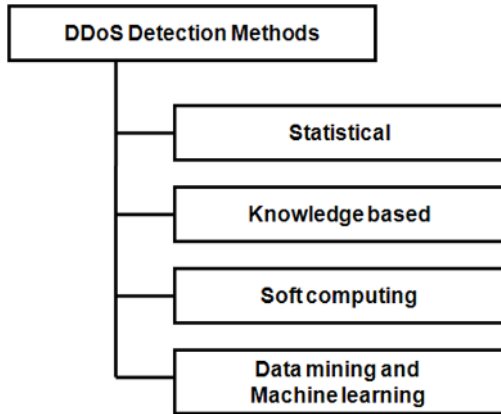 DDoS Detection Methods
Statistical
Knowledge based
Soft computing
Data mining and
Machine learning